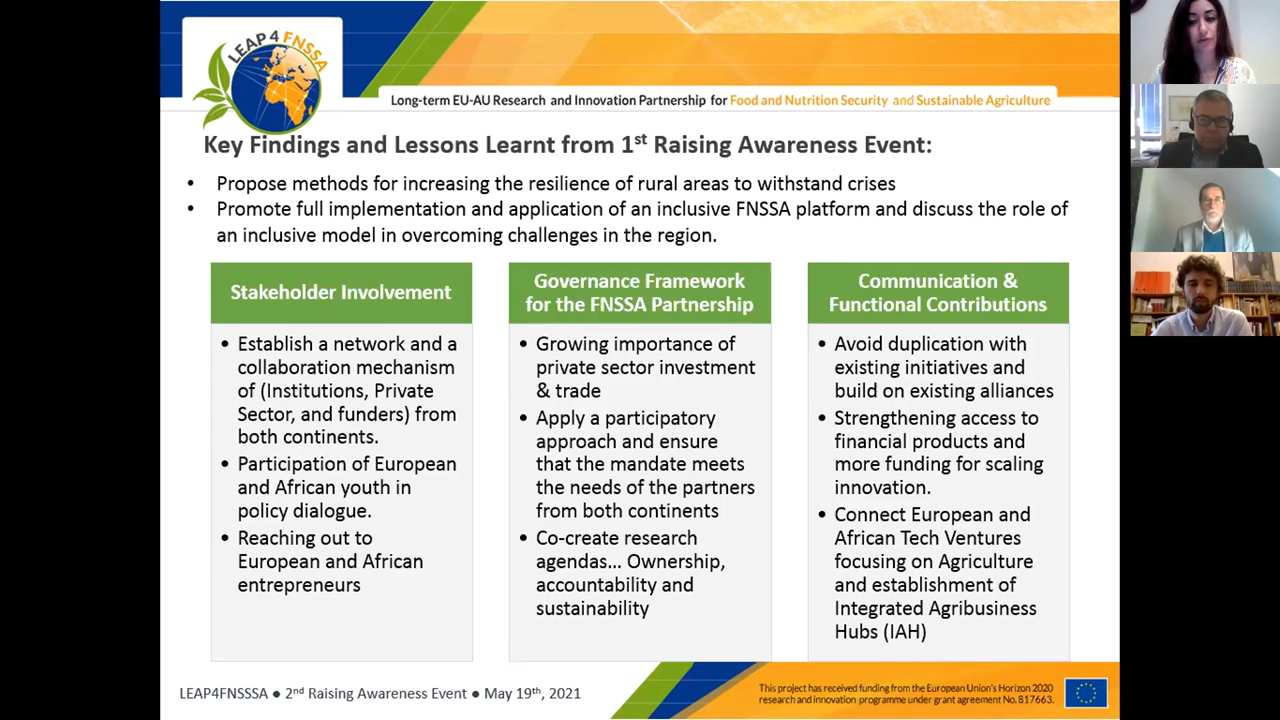 LEAP4FNSSA
Long-term EU-AU Research and Innovation Partnership for Food and Nutrition Security and Sustainable Agriculture
Key Findings and Lessons Learnt from 1st Raising Awareness Event:
• Propose methods for increasing the resilience of rural areas to withstand crises
• Promote full implementation and application of an inclusive FNSSA platform and discuss the role of
an inclusive model in overcoming challenges in the region.
Stakeholder Involvement
• Establish a network and a
collaboration mechanism
of (Institutions, Private
Sector, and funders) from
both continents.
• Participation of European
and African youth in
policy dialogue.
• Reaching out to
European and African
entrepreneurs
Governance Framework
for the FNSSA Partnership
• Growing importance of
private sector investment
& trade
• Apply a participatory
approach and ensure
that the mandate meets
the needs of the partners
from both continents
• Co-create research
agendas… Ownership,
accountability and
sustainability
Communication &
Functional Contributions
• Avoid duplication with
existing initiatives and
build on existing alliances
• Strengthening access to
financial products and
more funding for scaling
innovation.
• Connect European and
African Tech Ventures
focusing on Agriculture
and establishment of
Integrated Agribusiness
Hubs (IAH)
LEAP4FNSSSA ● 2nd Raising Awareness Event ● May 19th, 2021
This project has received funding from the European Union's Horizon 2020
research and innovation programme under grant agreement No.817663.